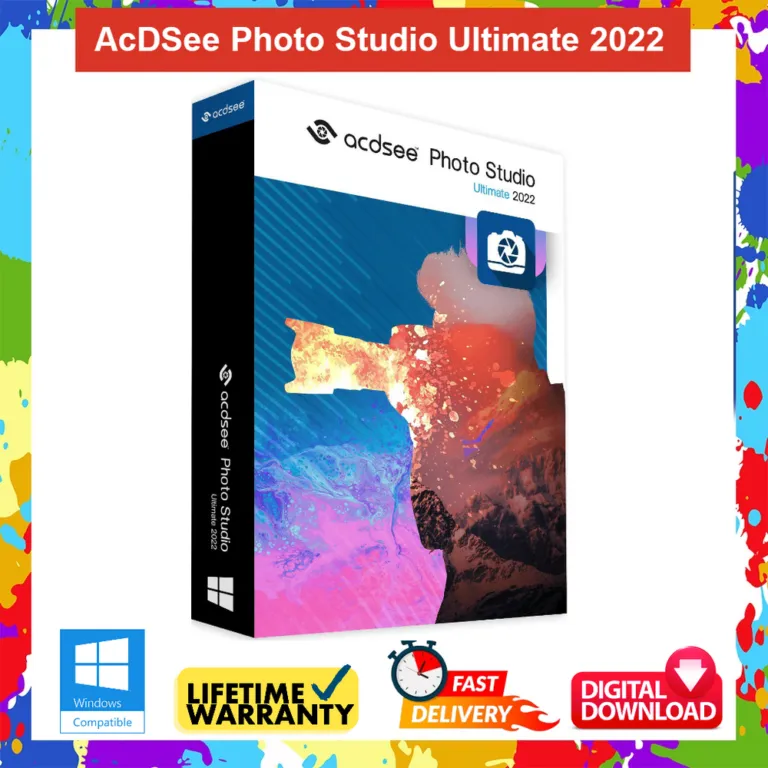 AcDSee Photo Studio Ultimate 2022
acdsee
acdsee Photo Studio
Ultimate 2022
acdsee Photo Studio
Ultimate 2022
Windows
Compatible
LIFETIME
WARRANTY
FAST
DELIVERY
DIGITAL
DOWNLOAD